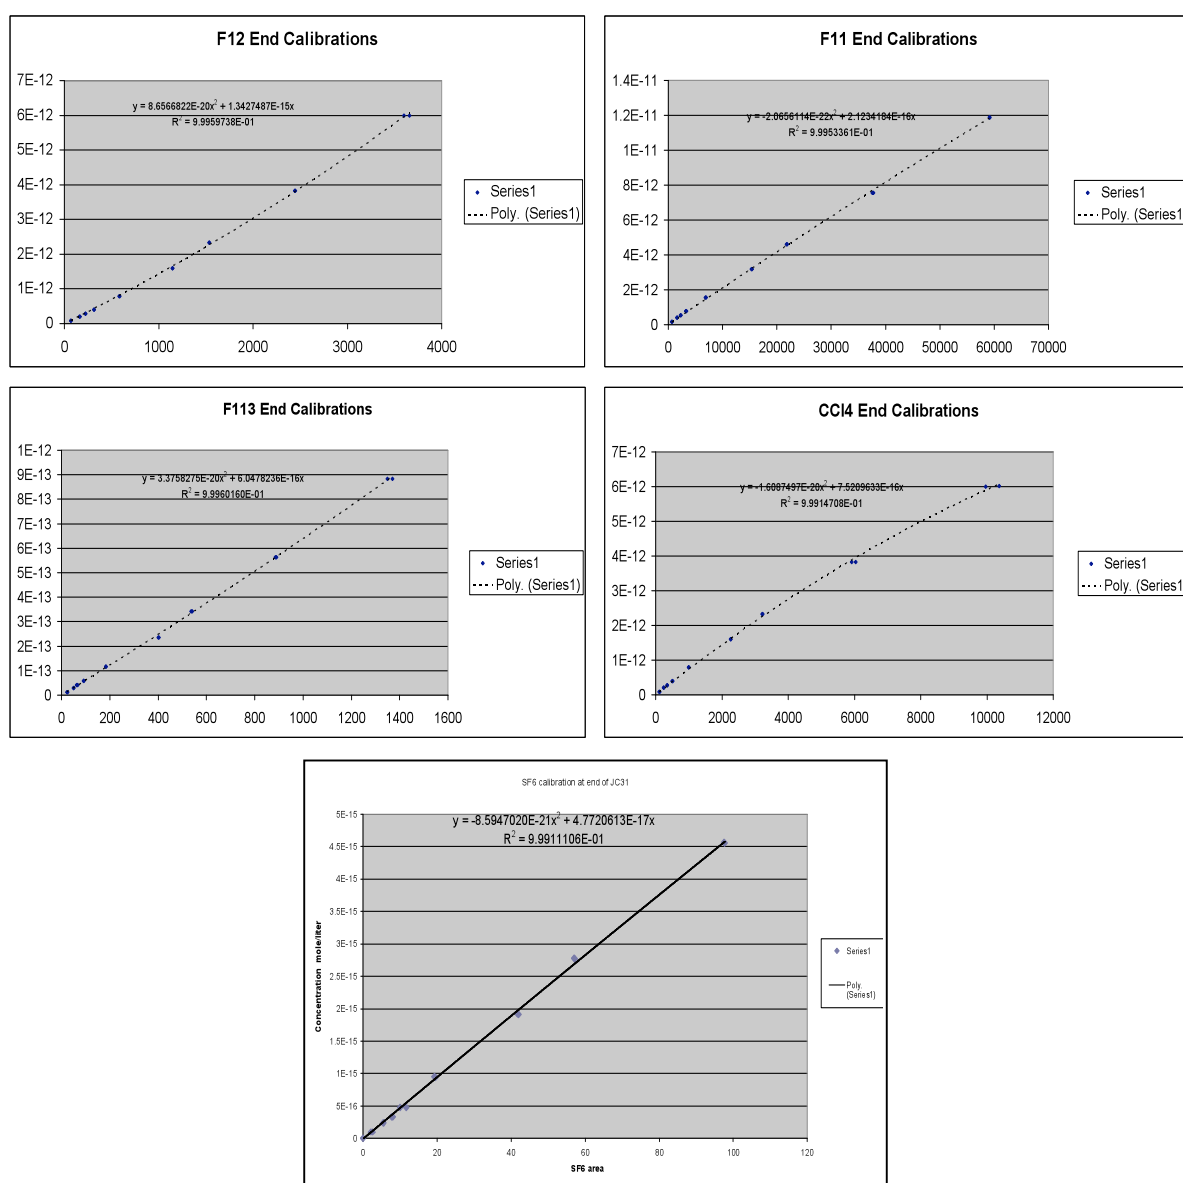 F12 End Calibrations
7E-12
6E-12
5E-12
4E-12
3E-12
2E-12
1E-12
0
y = 8.6566822E-20x² + 1.3427487E-15x
R² = 9.9959738E-01
0 1000 2000 3000 4000
Series1
Poly. (Series1)
F11 End Calibrations
1.4E-11
1.2E-11
1E-11
8E-12
6E-12
4E-12
2E-12
0
y = -2.0656114E-22x² + 2.1234184E-16x
R² = 9.9953361E-01
0 10000 20000 30000 40000 50000 60000 70000
Series1
Poly. (Series1
F113 End Calibrations
1E-12
9E-13
8E-13
7E-13
6E-13
5E-13
4E-13
3E-13
2E-13
1E-13
0
y = 3.3758275E-20x² + 6.0478236E-16x
R² = 9.9960160E-01
0 200 400 600 800 1000 1200 1400 1600
Series1
Poly. (Series1)
CCl4 End Calibrations
7E-12
6E-12
5E-12
4E-12
3E-12
2E-12
1E-12
0
y = -1.6087497E-20x² + 7.5209633E-16x
R² = 9.9914708E-01
0 2000 4000 6000 8000 10000 12000
Series1
Poly. (Series1
SF6 calibration at end of JC31
5E-15
4.5E-15
4E-15
3.5E-15
3E-15
2.5E-15
2E-15
1.5E-15
1E-15
5E-16
0
Concentration mole/liter
y = -8.5947020E-21x² + 4.7720613E-17x
R² = 9.9911106E-01
0 20 40 60 80 100 120
SF6 area
Series1
Poly.
(Series1)